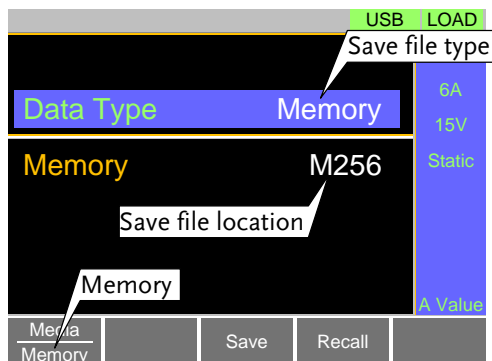 USB LOAD
Save file type
Data Type Memory
6A
15V
Memory M256
Static
Save file location
Memory
A Value
Media
Memory
Save
Recall